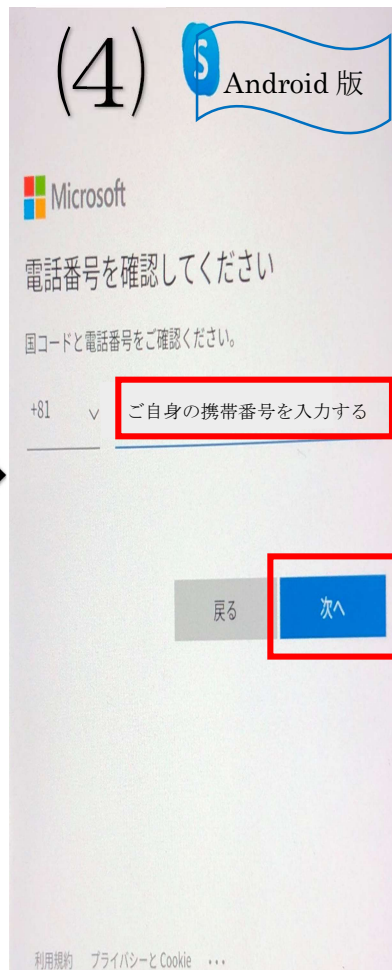 (4)
S
Android 版
Microsoft
電話番号を確認してください
国コードと電話番号をご確認ください。
+81
ご自身の携帯番号を入力する
戻る
次へ
利用規約 プライバシーと Cookie ...